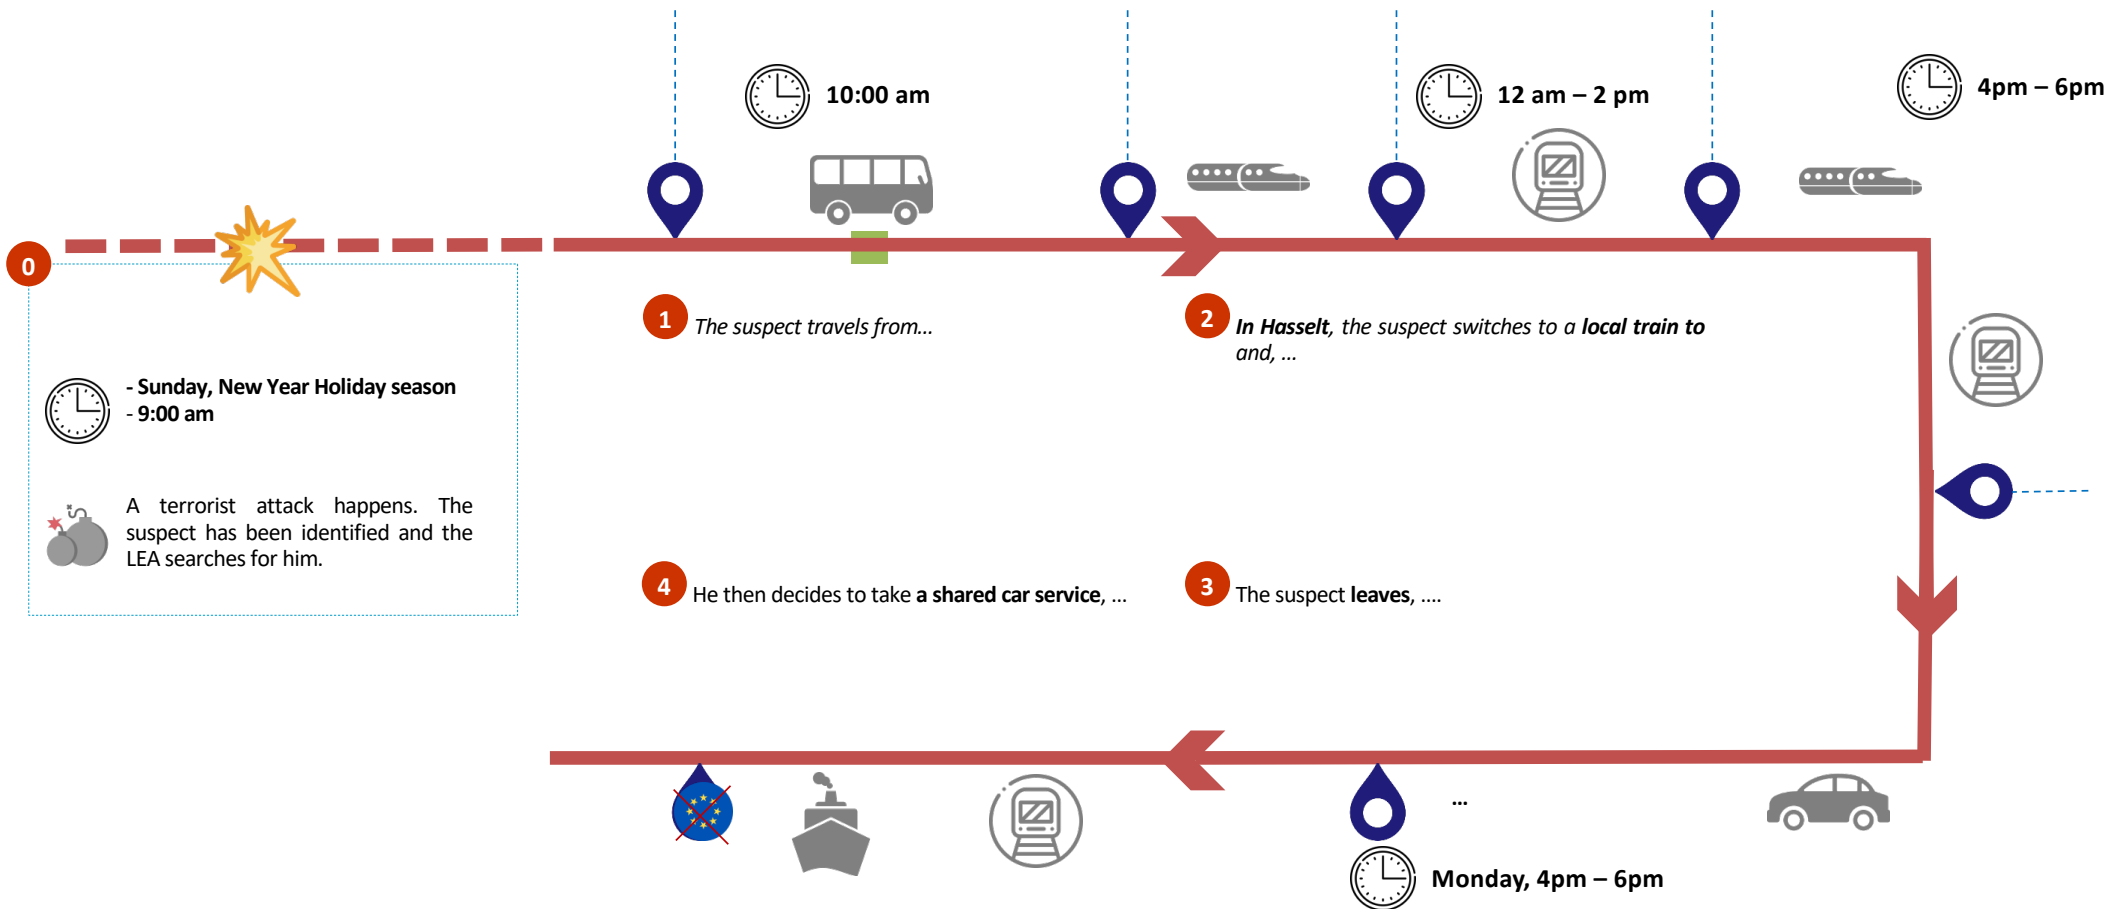 10:00 am
12 am – 2 pm
4pm – 6pm
0
- Sunday, New Year Holiday season
- 9:00 am
A terrorist attack happens. The
suspect has been identified and the
LEA searches for him.
1
The suspect travels from...
2
In Hasselt, the suspect switches to a local train to
and, ...
4
He then decides to take a shared car service, ...
3
The suspect leaves, ....
...
Monday, 4pm – 6pm